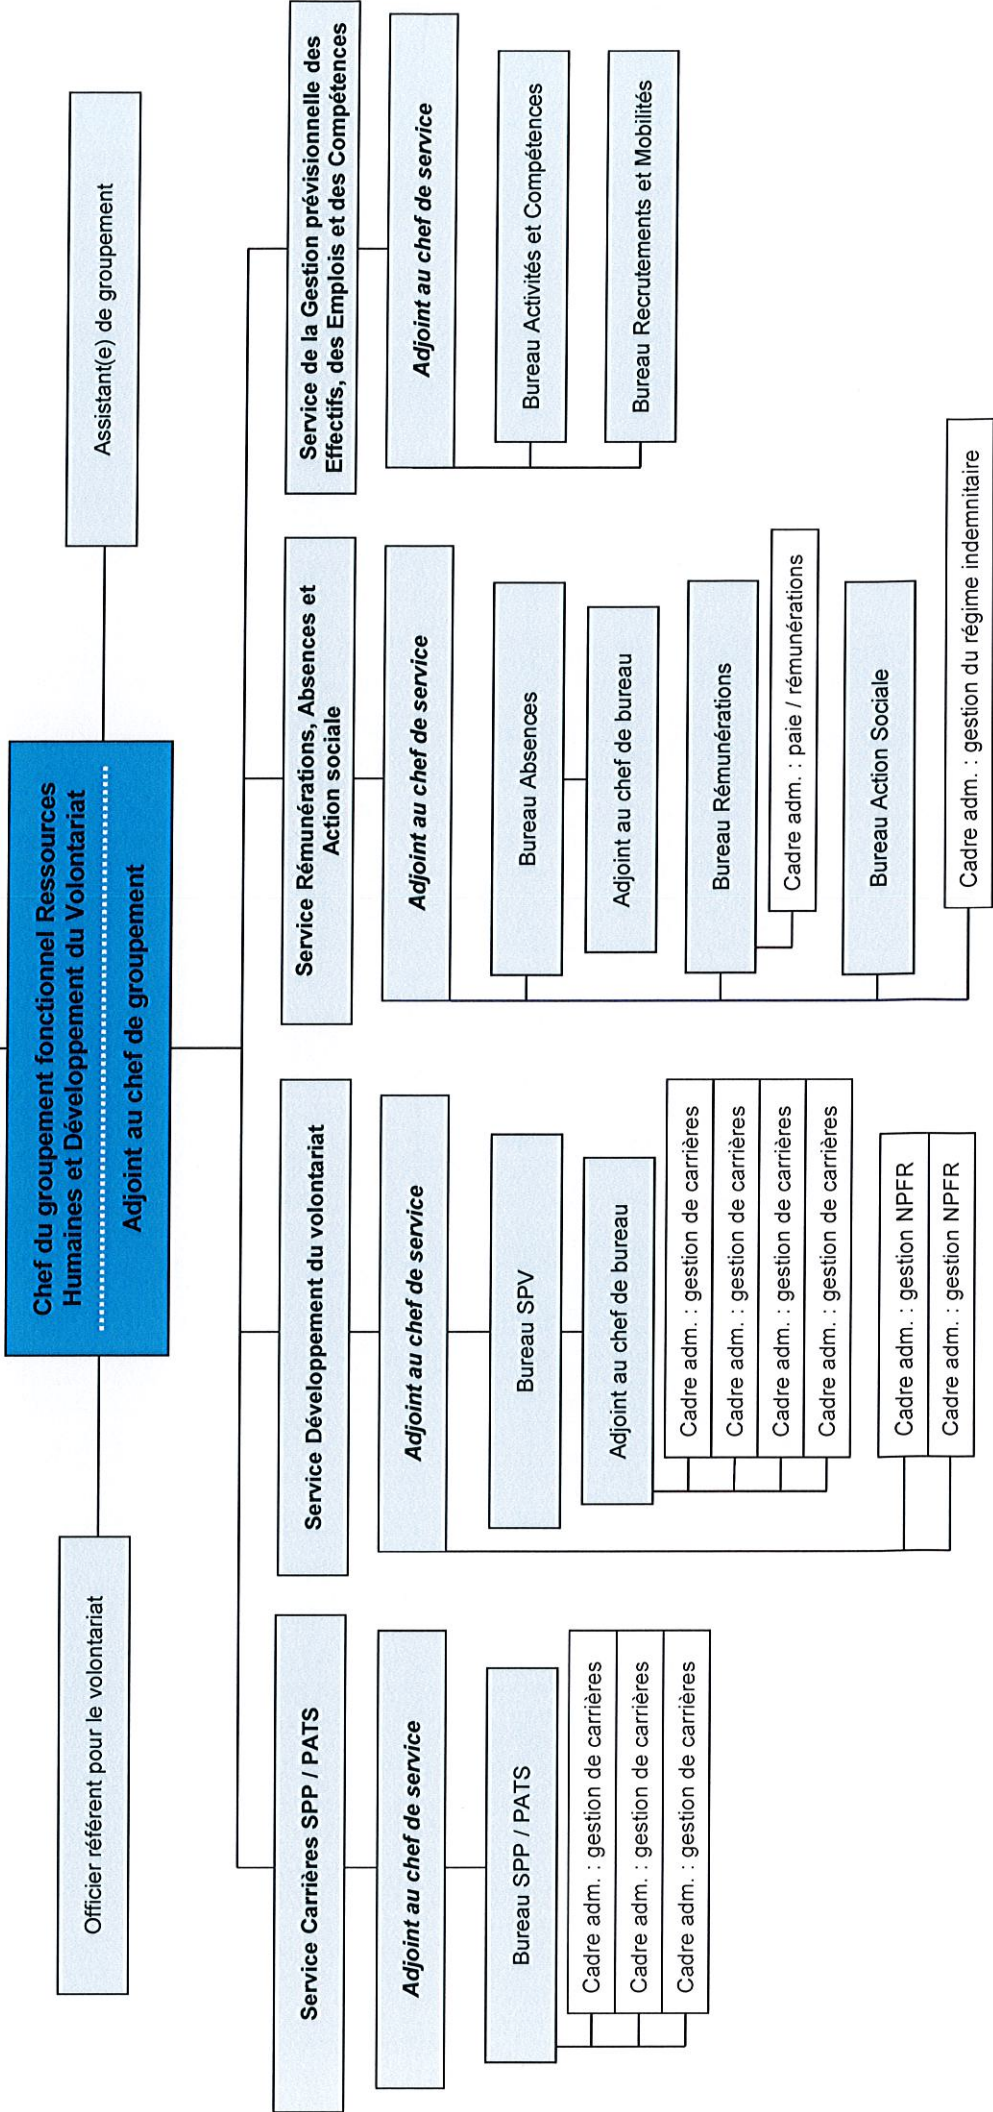 Chef du groupement fonctionnel Ressources
Humaines et Développement du Volontariat
Adjoint au chef de groupement
Officier référent pour le volontariat
Assistant(e) de groupement
Service Carrières SPP / PATS
Adjoint au chef de service
Bureau SPP / PATS
Cadre adm. : gestion de carrières
Cadre adm. : gestion de carrières
Cadre adm. : gestion de carrières
Service Développement du volontariat
Adjoint au chef de service
Bureau SPV
Adjoint au chef de bureau
Cadre adm. : gestion de carrières
Cadre adm. : gestion de carrières
Cadre adm. : gestion de carrières
Cadre adm. : gestion de carrières
Cadre adm. : gestion NPFR
Cadre adm. : gestion NPFR
Service Rémunérations, Absences et
Action sociale
Adjoint au chef de service
Bureau Absences
Adjoint au chef de bureau
Bureau Rémunérations
Cadre adm. : paie / rémunérations
Bureau Action Sociale
Cadre adm. : gestion du régime indemnitaire
Service de la Gestion prévisionnelle des
Effectifs, des Emplois et des Compétences
Adjoint au chef de service
Bureau Activités et Compétences
Bureau Recrutements et Mobilités